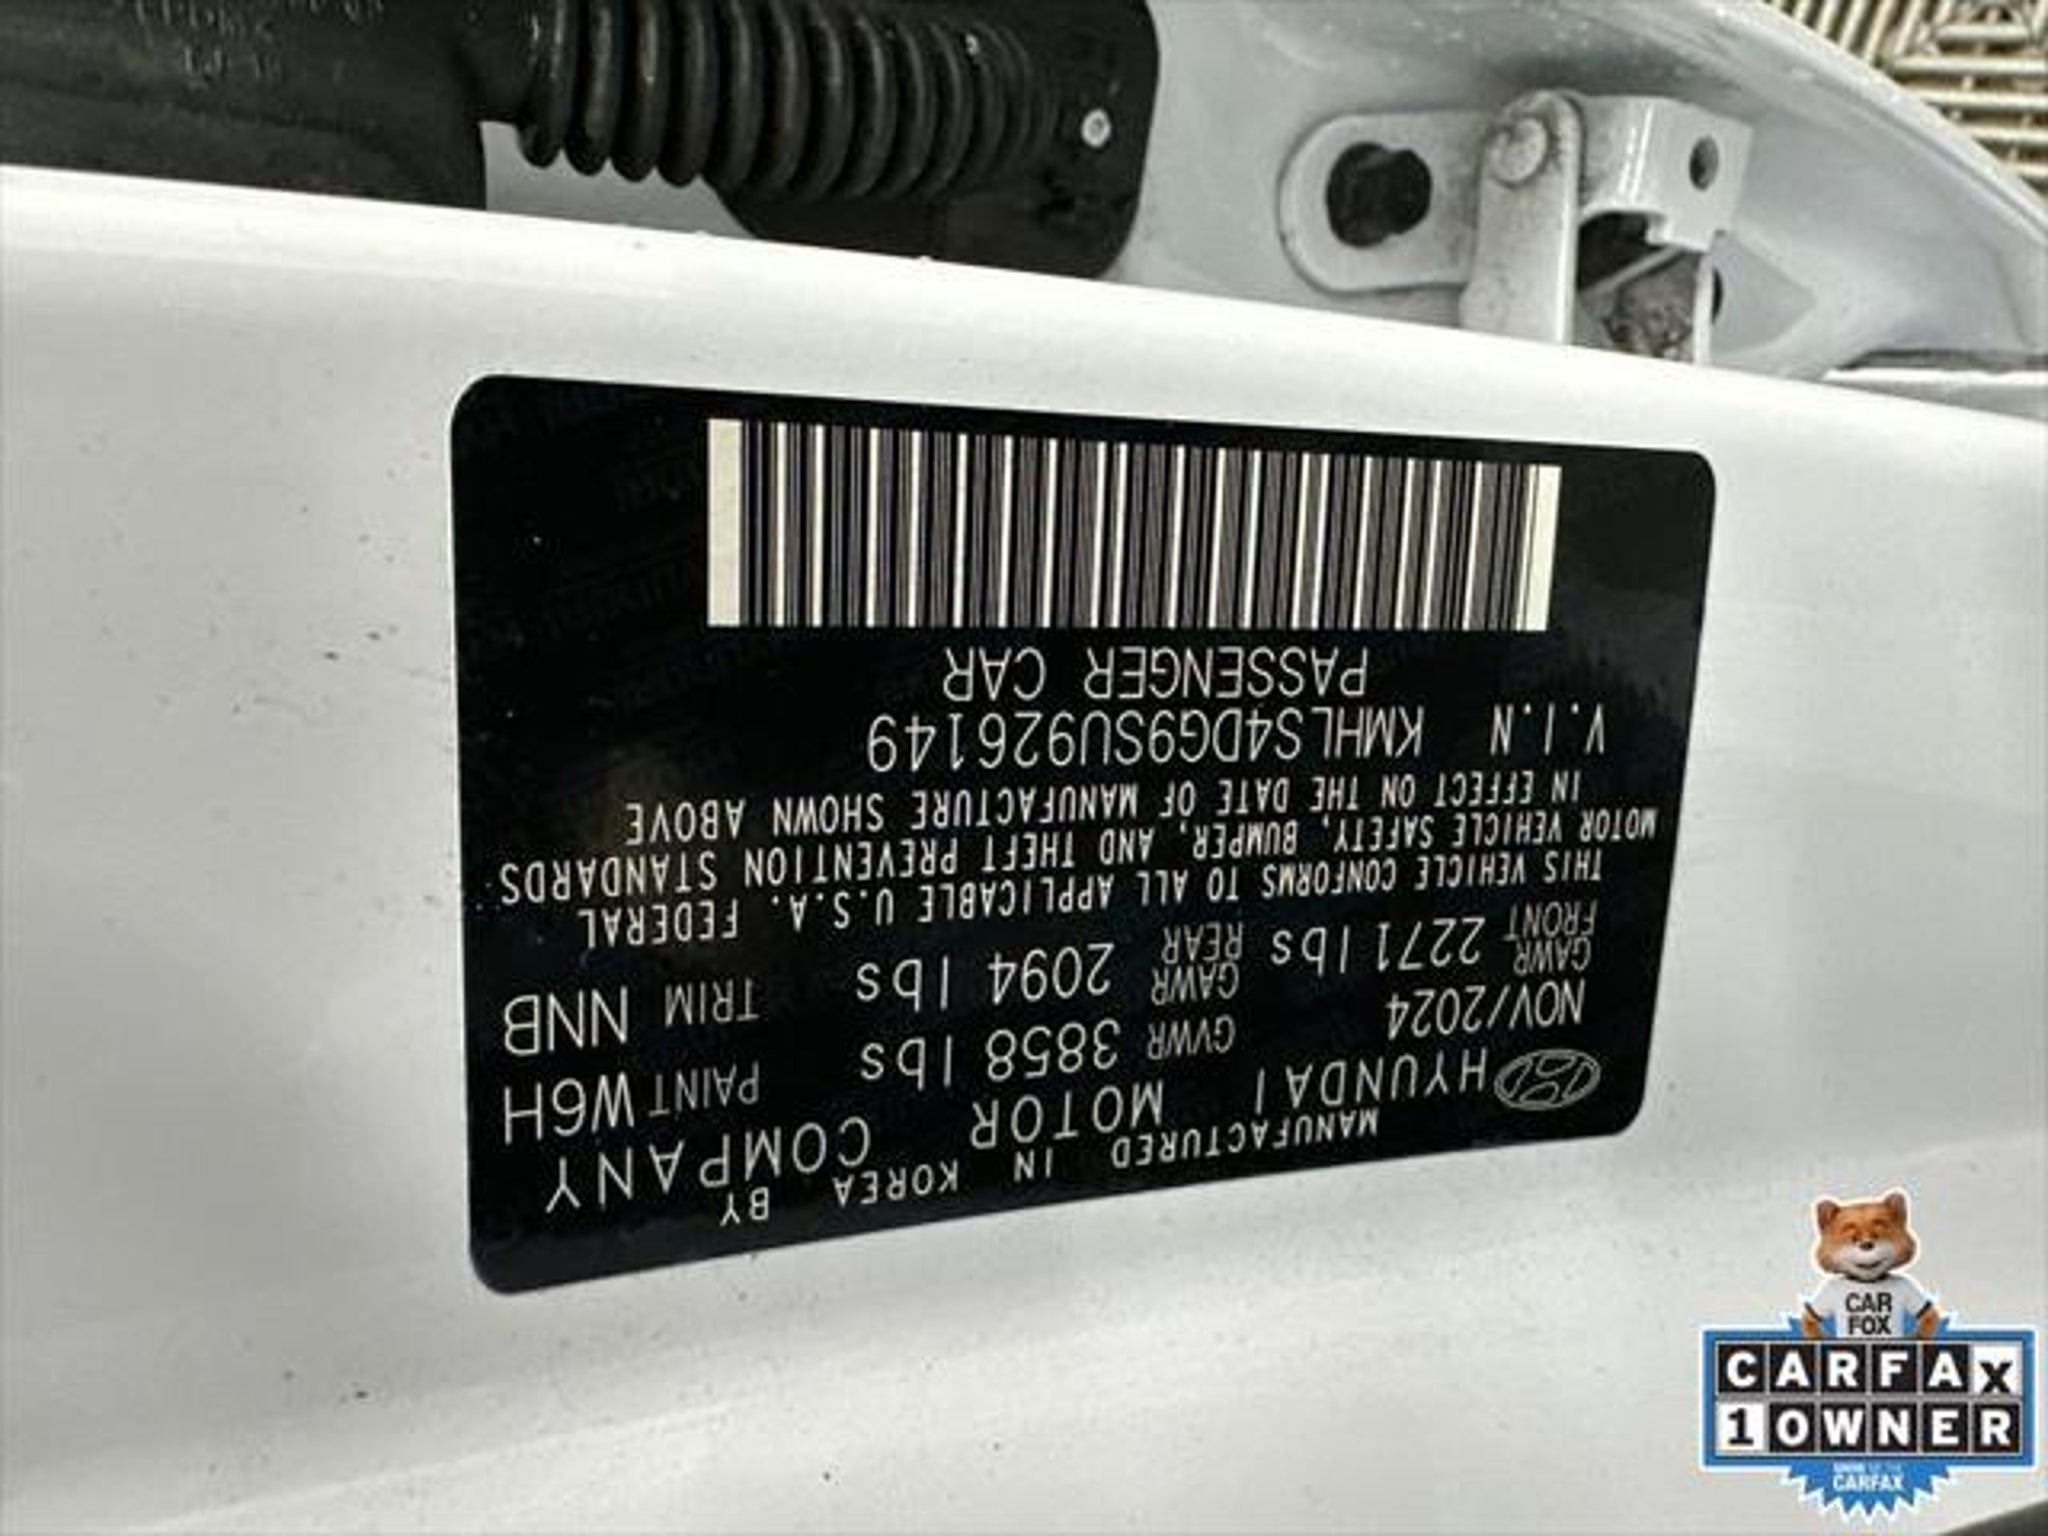 MANUFACTURED IN KOREA BY
HYUNDAI MOTOR COMPANY
NOV/2024 GVWR 3858 lbs PAINT W6H
GAWR FRONT 2271 lbs GAWR REAR 2094 lbs TRIM NNB
THIS VEHICLE CONFORMS TO ALL APPLICABLE U.S.A. FEDERAL
MOTOR VEHICLE SAFETY, BUMPER, AND THEFT PREVENTION STANDARDS
IN EFFECT ON THE DATE OF MANUFACTURE SHOWN ABOVE
V.I.N KMHLS4DG9SU926149
PASSENGER CAR
CAR
FOX
CARFAX
1 OWNER
CARFAX